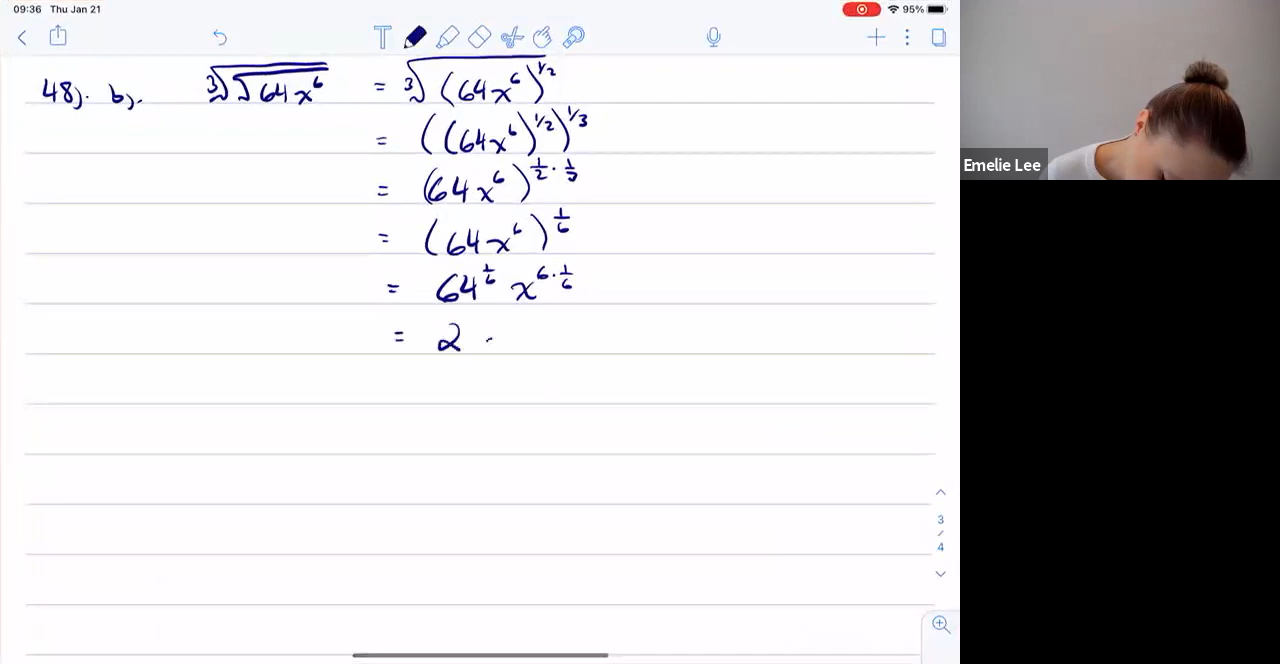 09:36 Thu Jan 21 95%
T
48). b). ∛√(64x⁶) = ∛((64x⁶)^1/2)
= ((64x⁶)^1/2)^1/3
= (64x⁶)^(1/2 · 1/3)
= (64x⁶)^1/6
= 64^1/6 x^(6 · 1/6)
= 2 ·
Emelie Lee
3
/
4